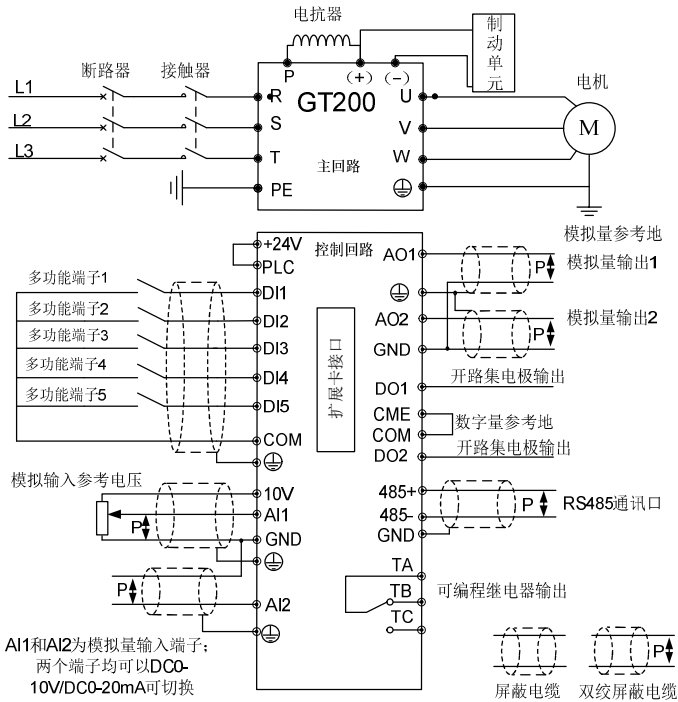 电抗器
制动单元
断路器
接触器
P
(+)
(-)
电机
L1
R
GT200
U
L2
S
V
M
L3
T
主回路
W
PE
+24V
控制回路
AO1
模拟量参考地
PLC
P
模拟量输出1
多功能端子1
DI1
多功能端子2
DI2
AO2
模拟量输出2
多功能端子3
DI3
扩展卡接口
GND
P
多功能端子4
DI4
DO1
开路集电极输出
多功能端子5
DI5
CME
数字量参考地
COM
COM
DO2
开路集电极输出
模拟输入参考电压
10V
485+
P
RS485通讯口
AI1
485-
P
GND
GND
TA
P
TB
可编程继电器输出
AI2
TC
AI1和AI2为模拟量输入端子；
两个端子均可以DC0-
10V/DC0-20mA可切换
P
屏蔽电缆
双绞屏蔽电缆